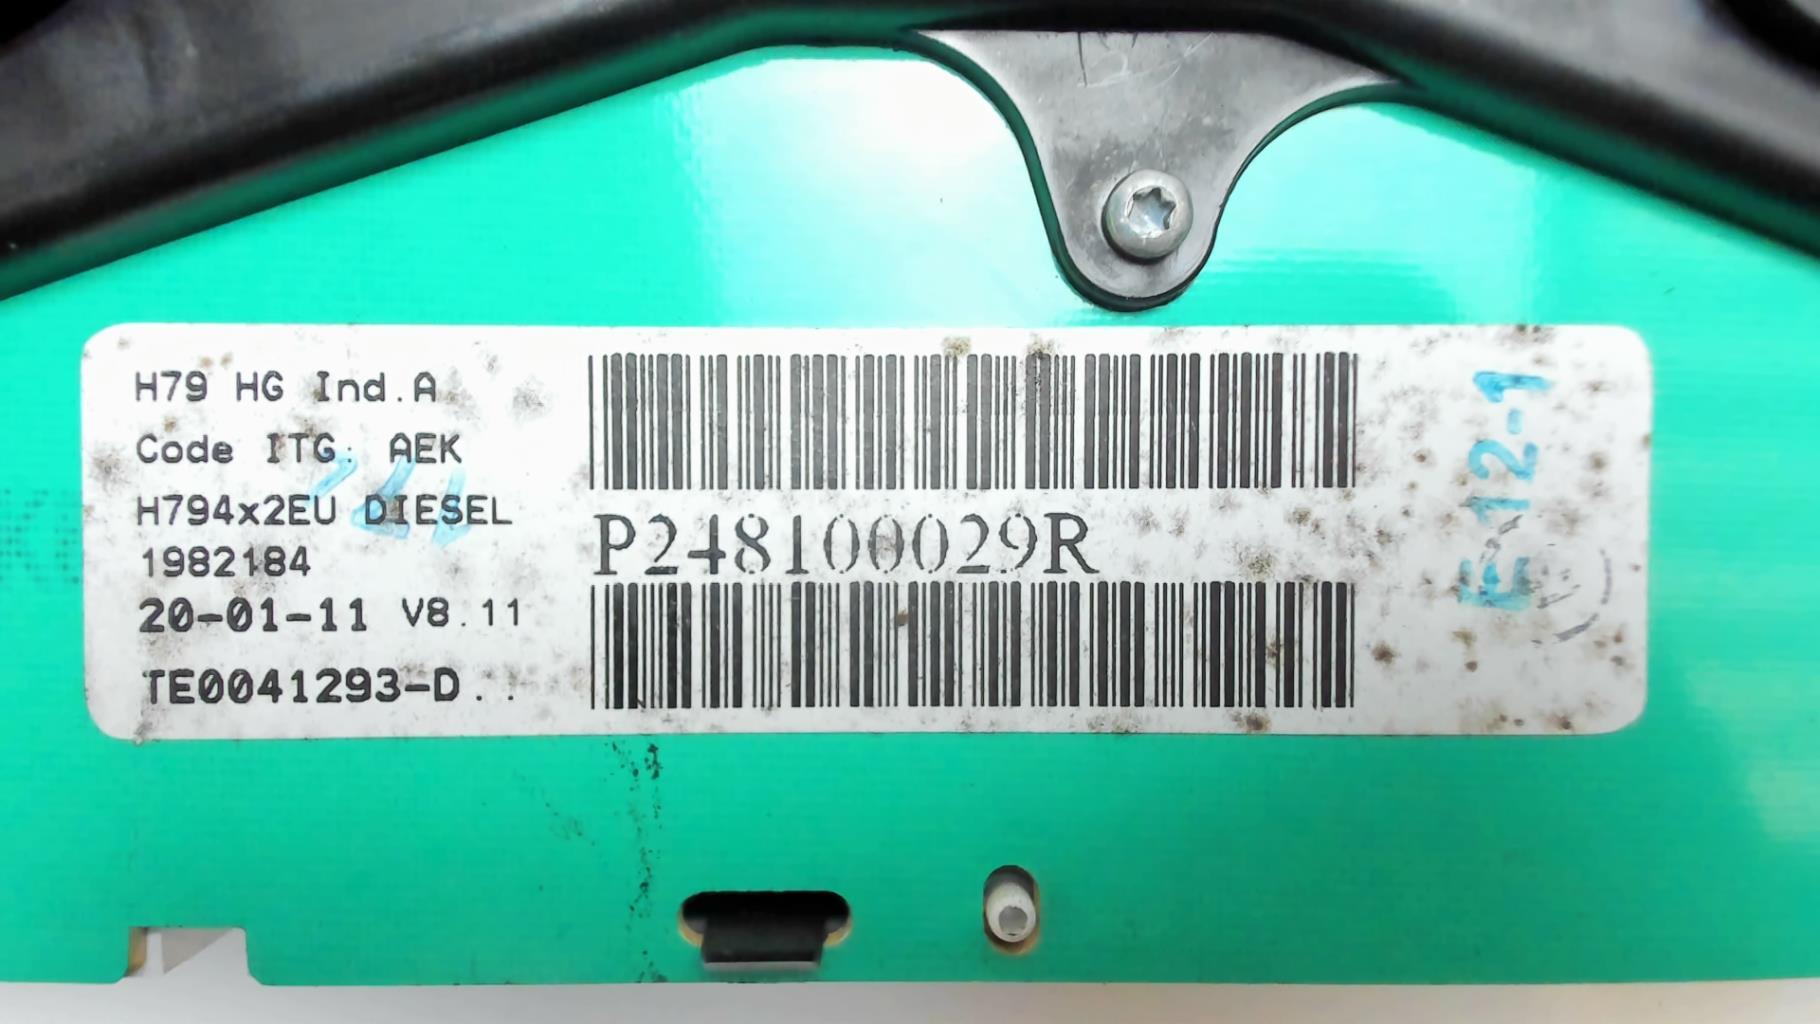 H79 HG Ind.A
Code ITG: AEK
H794x2EU DIESEL
1982184
20-01-11 V8.11
TE0041293-D..
P248100029R
E-12-1